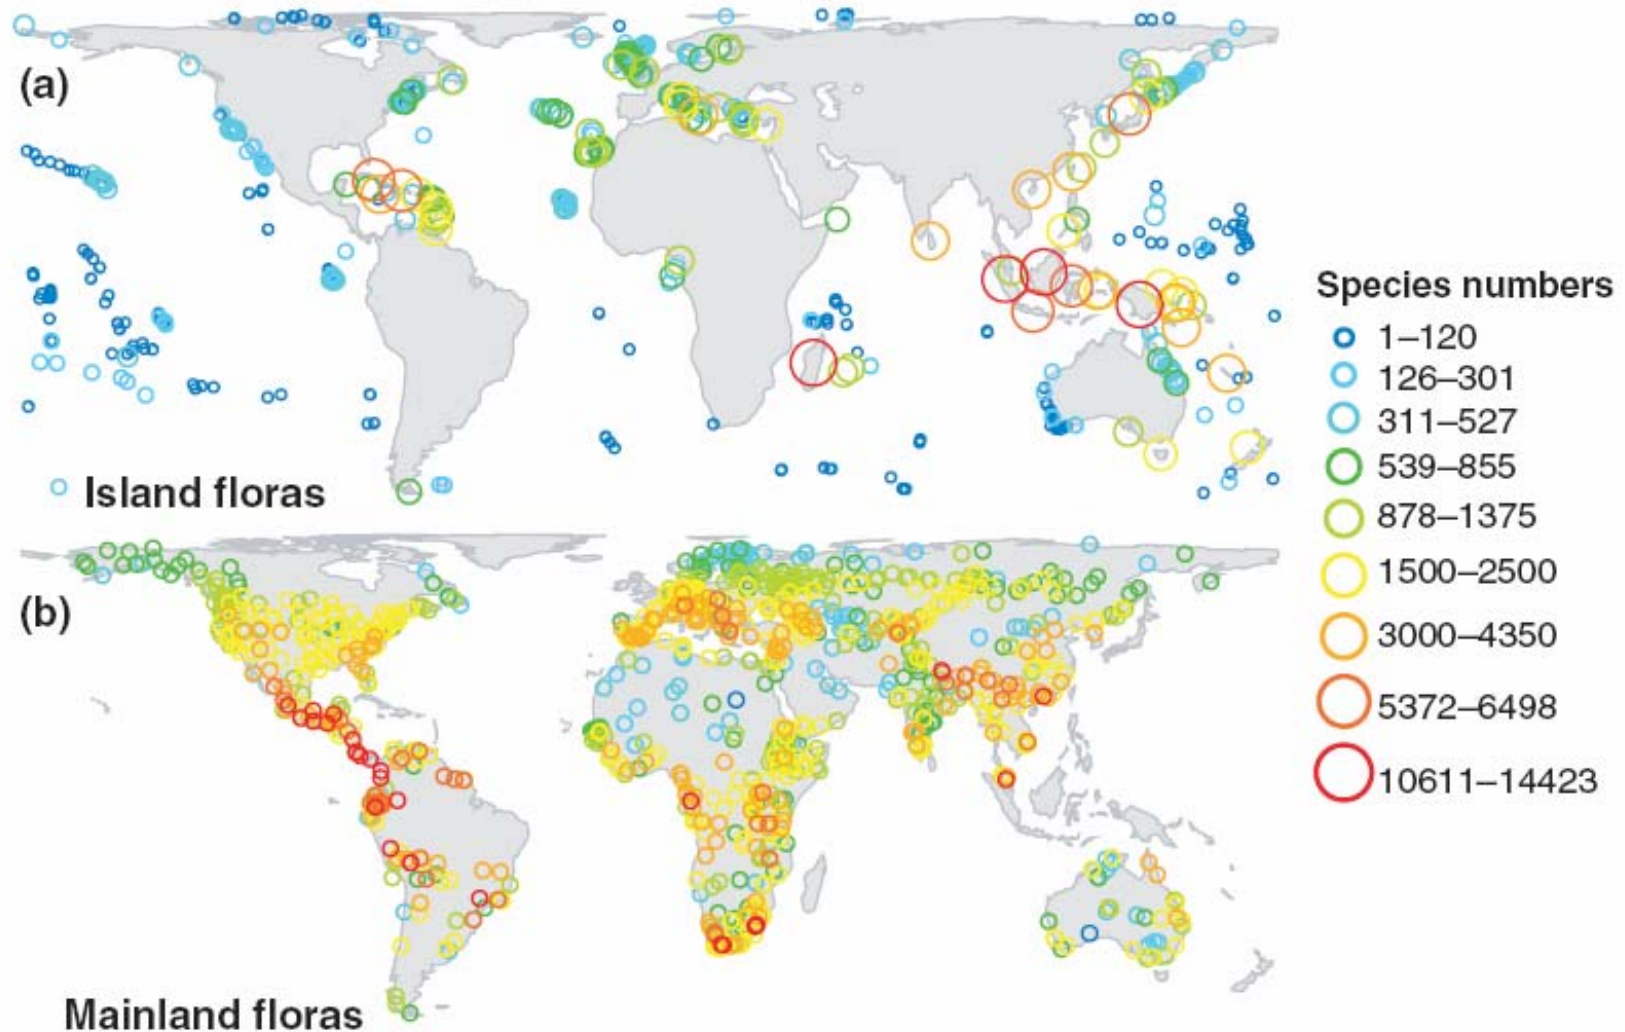 (a)
Island floras
(b)
Mainland floras
Species numbers
1–120
126–301
311–527
539–855
878–1375
1500–2500
3000–4350
5372–6498
10611–14423